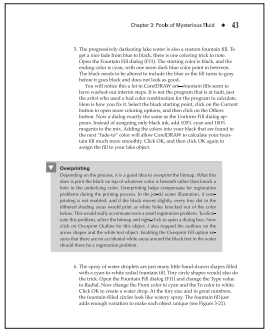 Chapter 3: Pools of Mysterious Fluid ◆ 43
5. The progressively darkening lake water is also a custom fountain fill. To
get a nice fade from blue to black, there is one coloring trick to note.
Open the Fountain Fill dialog (F11). The starting color is Black, and the
ending color is cyan, with one more dark blue color point in between.
The black needs to be altered to include the blue or the fill turns to gray
before it goes black and does not look as good.
You will notice this a lot in CorelDRAW art—fountain fills seem to
have washed-out interim steps. It is not the program that is at fault, just
the artist who used a bad color combination for the program to calculate.
Here is how you fix it. Select the black starting point, click on the Current
button to open more coloring options, and then click on the Others
button. Now a dialog exactly the same as the Uniform Fill dialog ap-
pears. Instead of assigning only black ink, add 100% cyan and 100%
magenta to the mix. Adding the colors into your black that are found in
the next "fade-to" color will allow CorelDRAW to calculate your foun-
tain fill much more smoothly. Click OK, and then click OK again to
assign the fill to your lake object.
Overprinting
Depending on the process, it is a good idea to overprint the bitmap. What this
does is print the black on top of whatever color is beneath rather than knock a
hole in the underlying color. Overprinting helps compensate for registration
problems during the printing process. In the
water illustration, if over-
printing is not enabled, and if the black moves slightly, every tiny dot in the
dithered shading areas would print as white holes knocked out of the color
below. This would really accentuate even a small registration problem. To elimi-
nate this problem, select the bitmap and right-click to open a dialog box. Now
click on Overprint Outline for this object. I also trapped the outlines on the
arrow shapes and the white text object. Enabling the Overprint Fill option en-
sures that there are no accidental white areas around the black text in the water
should there be a registration problem.
6. The spray of water droplets are just many little hand-drawn shapes filled
with a cyan-to-white radial fountain fill. Tiny circle shapes would also do
the trick. Open the Fountain Fill dialog (F11) and change the Type value
to Radial. Now change the From color to cyan and the To color to white.
Click OK to create a water drop. At the tiny size and in great numbers,
the fountain-filled circles look like watery spray. The fountain fill just
adds enough variation to make each object unique (see Figure 3-21).